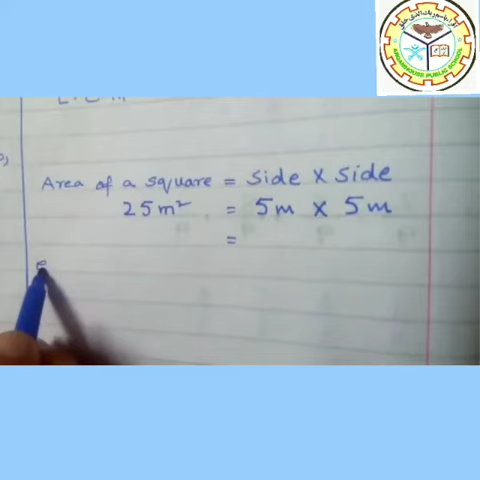 Area of a square = side × side
25m² = 5m × 5m
=